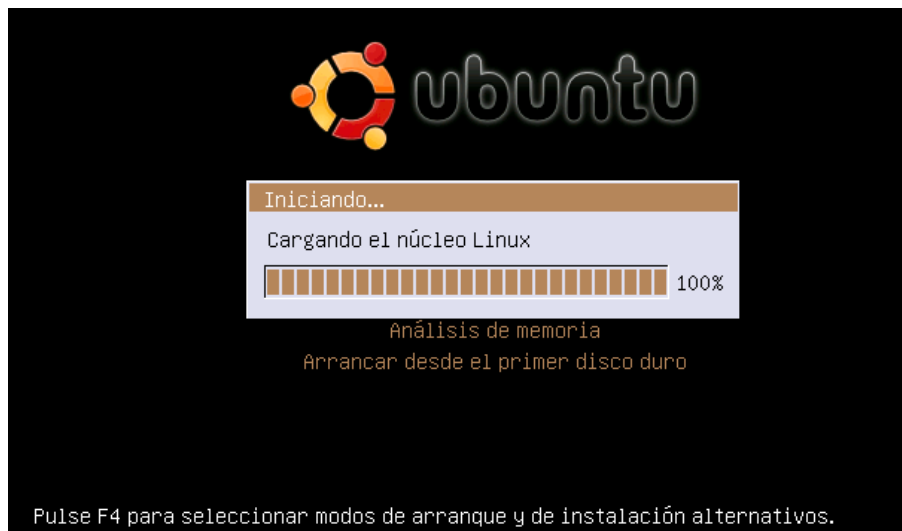 ubuntu
Iniciando...
Cargando el núcleo Linux
100%
Análisis de memoria
Arrancar desde el primer disco duro
Pulse F4 para seleccionar modos de arranque y de instalación alternativos.